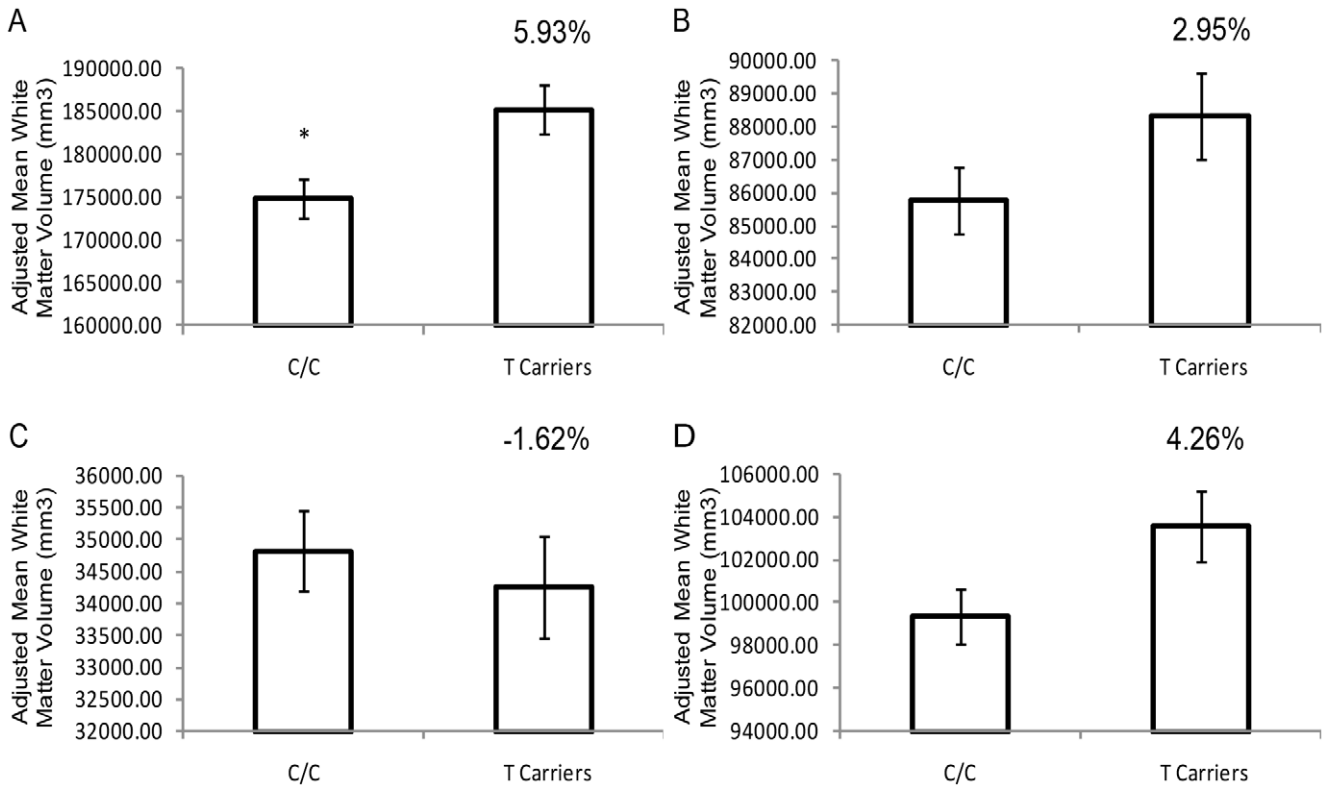 A
5.93%
Adjusted Mean White
Matter Volume (mm3)
190000.00
185000.00
180000.00
175000.00
170000.00
165000.00
160000.00
*
C/C
T Carriers
B
2.95%
Adjusted Mean White
Matter Volume (mm3)
90000.00
89000.00
88000.00
87000.00
86000.00
85000.00
84000.00
83000.00
82000.00
C/C
T Carriers
C
-1.62%
Adjusted Mean White
Matter Volume (mm3)
36000.00
35500.00
35000.00
34500.00
34000.00
33500.00
33000.00
32500.00
32000.00
C/C
T Carriers
D
4.26%
Adjusted Mean White
Matter Volume (mm3)
106000.00
104000.00
102000.00
100000.00
98000.00
96000.00
94000.00
C/C
T Carriers